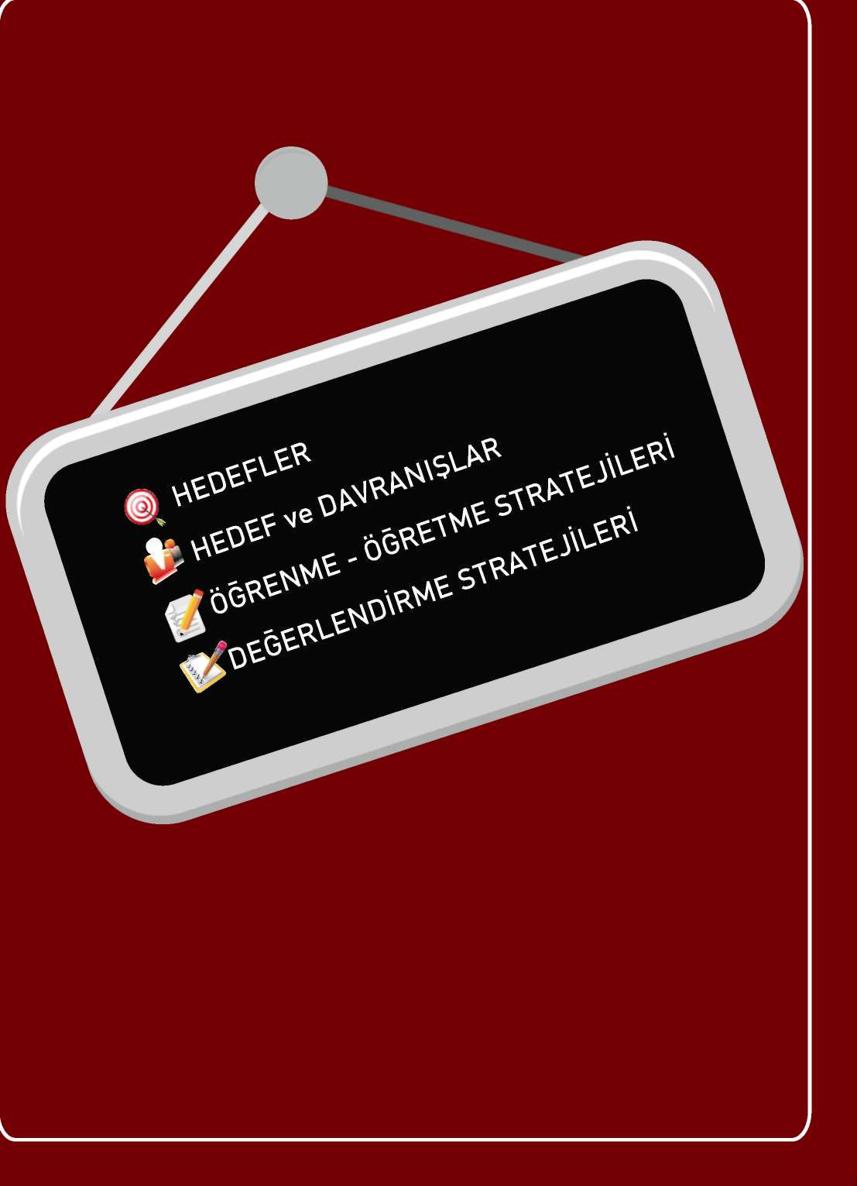 HEDEFLER
HEDEF ve DAVRANIŞLAR
ÖĞRENME - ÖĞRETME STRATEJİLERİ
DEĞERLENDİRME STRATEJİLERİ